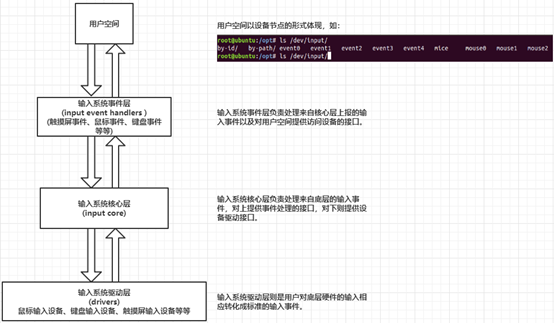 用户空间
用户空间以设备节点的形式体现，如:
root@ubuntu:/opt# ls /dev/input/
by-id/ by-path/ event0 event1 event2 event3 event4 mice mouse0 mouse1 mouse2
root@ubuntu:/opt# ls /dev/input/
输入系统事件层
(input event handlers )
(触摸屏事件、鼠标事件、键盘事件
等等)
输入系统事件层负责处理来自核心层上报的输
入事件以及对用户空间提供访问设备的接口。
输入系统核心层
(input core)
输入系统核心层负责处理来自底层的输入事
件，对上提供事件处理的接口，对下则提供设
备驱动接口。
输入系统驱动层
(drivers)
鼠标输入设备、键盘输入设备、触摸屏输入设备等等
输入系统驱动层则是用户对底层硬件的输入相
应转化成标准的输入事件。